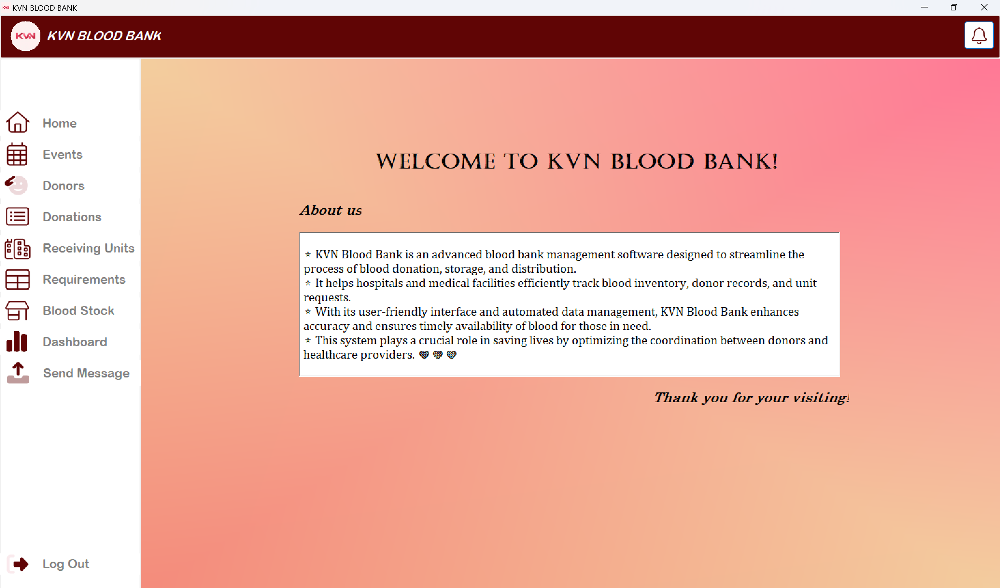 KVN KVN BLOOD BANK
KVN KVN BLOOD BANK
Home
Events
Donors
Donations
Receiving Units
Requirements
Blood Stock
Dashboard
Send Message
Log Out
WELCOME TO KVN BLOOD BANK!
About us
⭐ KVN Blood Bank is an advanced blood bank management software designed to streamline the
process of blood donation, storage, and distribution.
⭐ It helps hospitals and medical facilities efficiently track blood inventory, donor records, and unit
requests.
⭐ With its user-friendly interface and automated data management, KVN Blood Bank enhances
accuracy and ensures timely availability of blood for those in need.
⭐ This system plays a crucial role in saving lives by optimizing the coordination between donors and
healthcare providers. 💖 💖 💖
Thank you for your visiting!